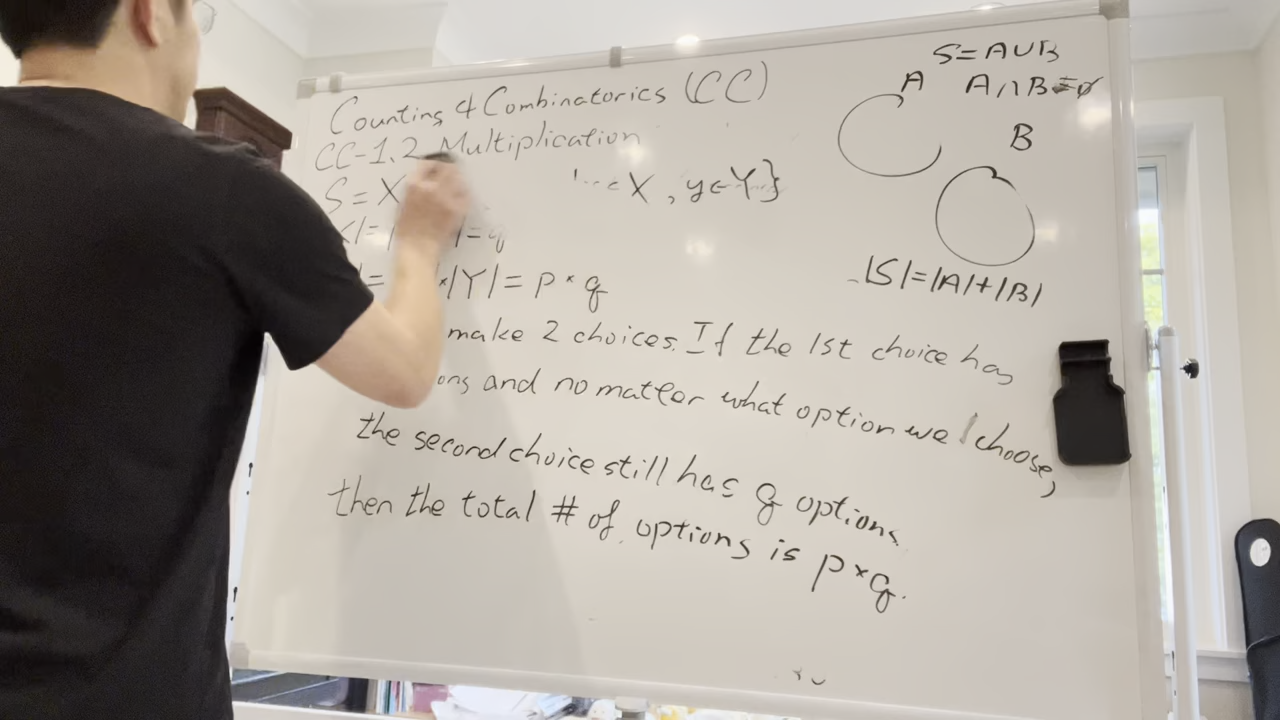 Counting & Combinatorics (CC)
CC-1.2 Multiplication
S = X
X , y ∈ Y}
|= q
*|Y| = p * q
make 2 choices. If the 1st choice has
ons and no matter what option we choose,
the second choice still has q options
then the total # of options is p * q.
S = A ∪ B
A ∩ B = ∅
A
B
|S| = |A| + |B|